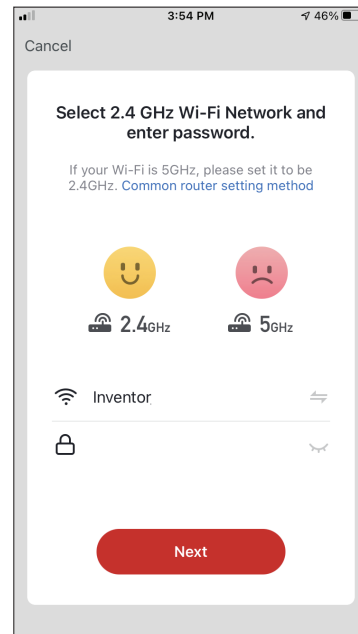 3:54 PM
46%
Cancel
Select 2.4 GHz Wi-Fi Network and
enter password.
If your Wi-Fi is 5GHz, please set it to be
2.4GHz. Common router setting method
2.4GHz
5GHz
Inventor
Next